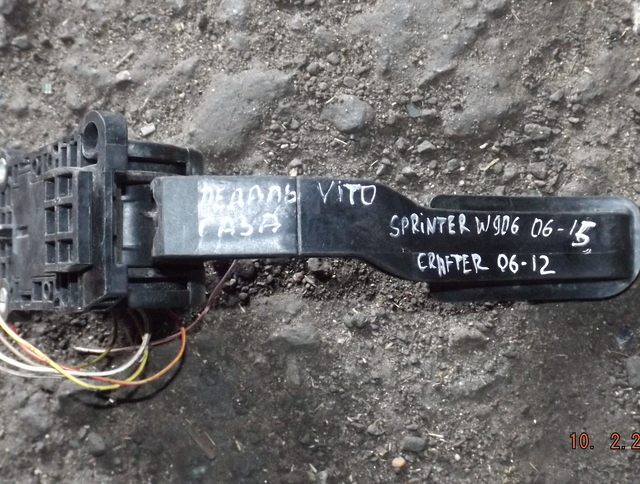 ПЕДАЛЬ VITO
ГАЗА
SPRINTER W906 06-15
CRAFTER 06-12
10. 2.2